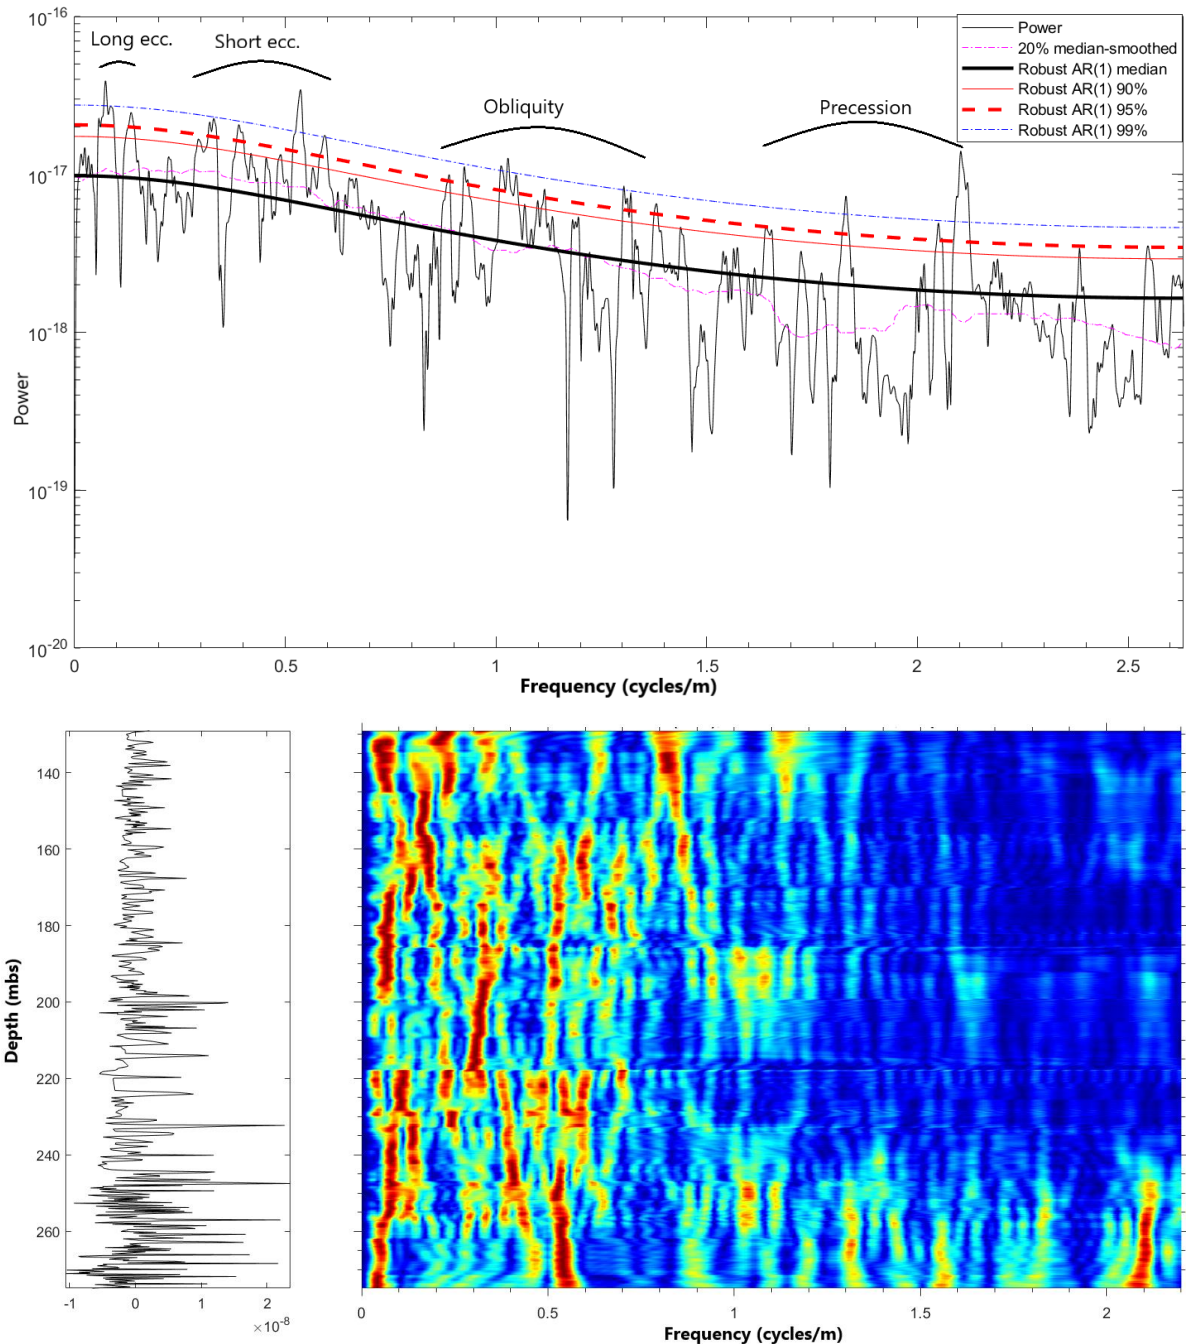 10^-16
Long ecc.
Short ecc.
Obliquity
Precession
Power
20% median-smoothed
Robust AR(1) median
Robust AR(1) 90%
Robust AR(1) 95%
Robust AR(1) 99%
10^-17
10^-18
10^-19
10^-20
Power
0 0.5 1 1.5 2 2.5
Frequency (cycles/m)
140
160
180
200
220
240
260
Depth (mbs)
-1 0 1 2
×10^-8
0 0.5 1 1.5 2
Frequency (cycles/m)